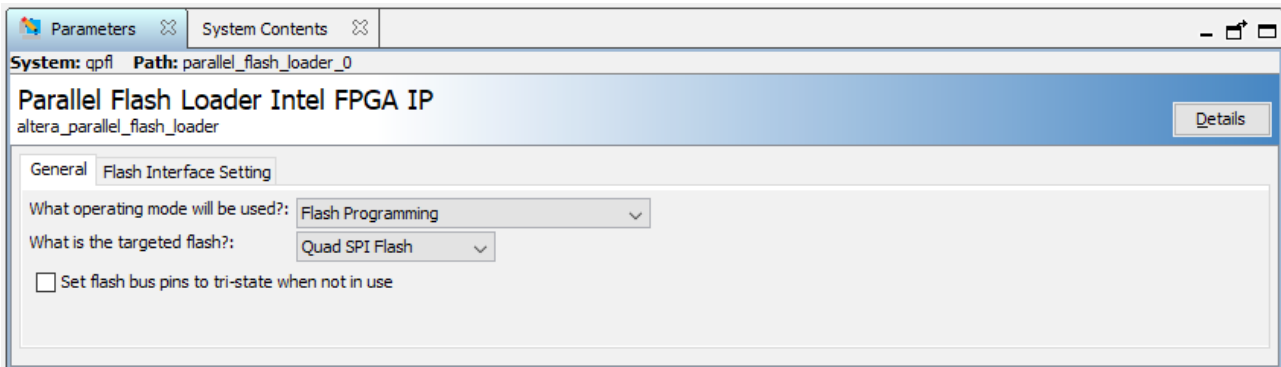 Parameters System Contents
System: qpfl Path: parallel_flash_loader_0
Parallel Flash Loader Intel FPGA IP
altera_parallel_flash_loader
Details
General Flash Interface Setting
What operating mode will be used?: Flash Programming
What is the targeted flash?: Quad SPI Flash
Set flash bus pins to tri-state when not in use